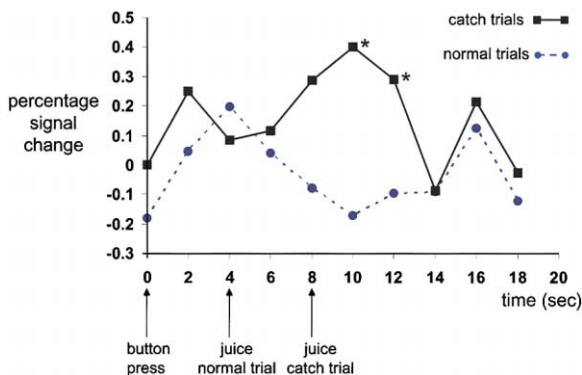 0.5
0.4
0.3
0.2
0.1
0
-0.1
-0.2
-0.3
percentage
signal
change
catch trials
normal trials
*
*
0 2 4 6 8 10 12 14 16 18 20
time (sec)
button
press
juice
normal trial
juice
catch trial